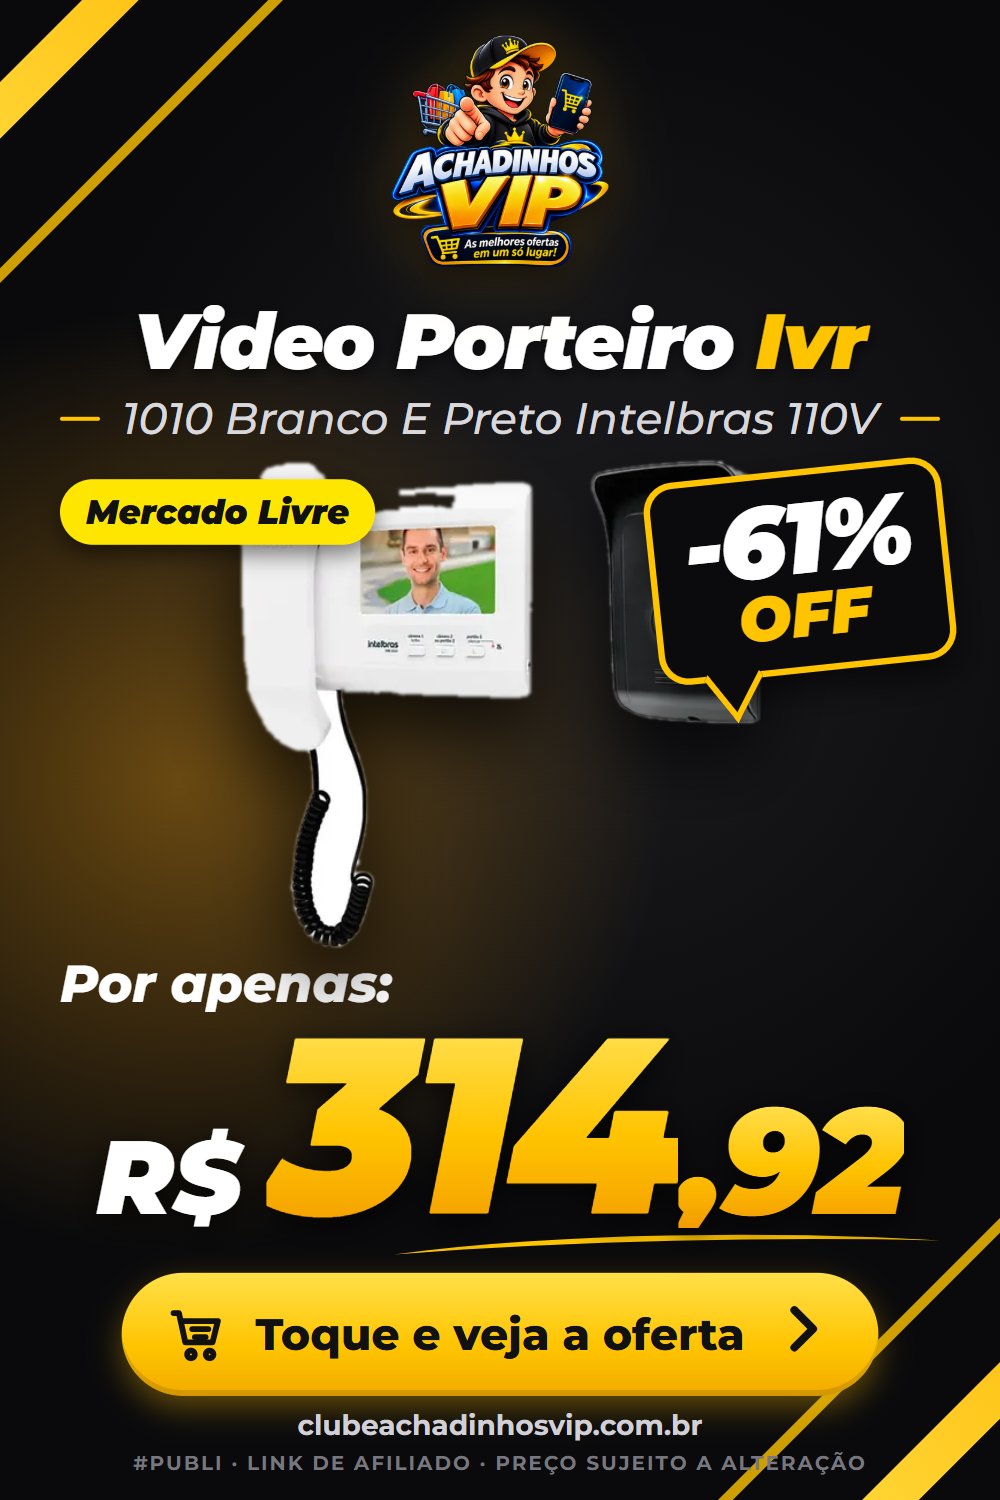 ACHADINHOS
VIP
As melhores ofertas
em um só lugar!
Video Porteiro Ivr
1010 Branco E Preto Intelbras 110V
Mercado Livre
-61%
OFF
intelbras
Por apenas:
R$ 314,92
Toque e veja a oferta
clubeachadinhosvip.com.br
#PUBLI · LINK DE AFILIADO · PREÇO SUJEITO A ALTERAÇÃO